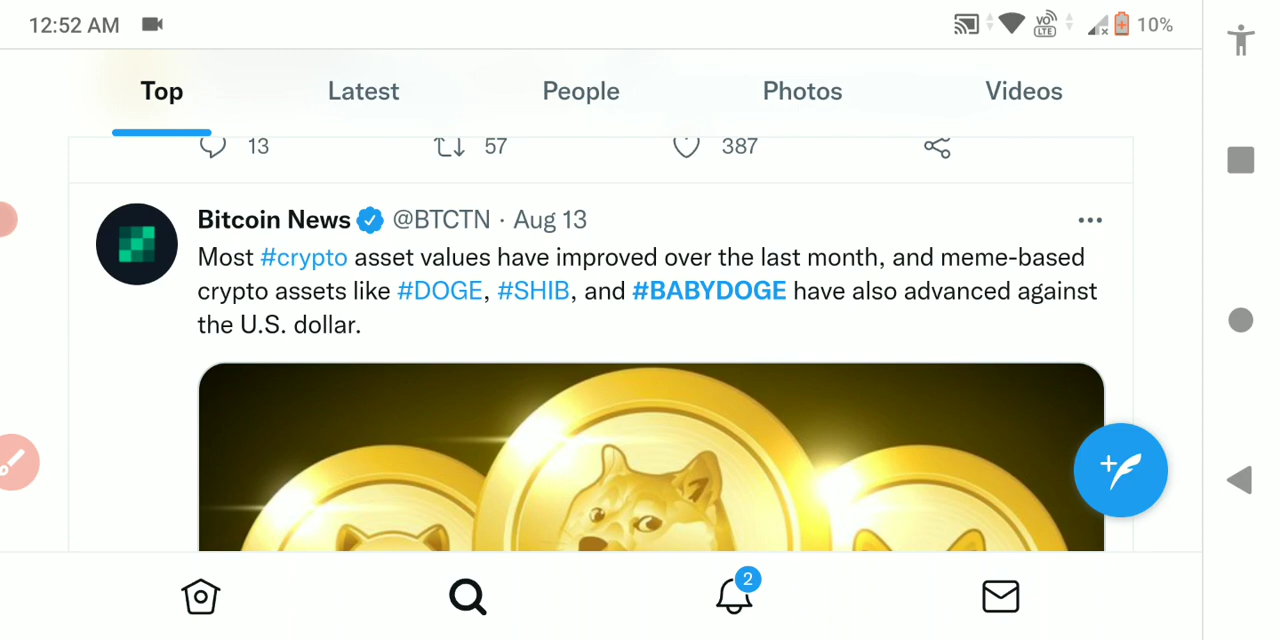 12:52 AM VO LTE 10%
Top Latest People Photos Videos
13 57 387
Bitcoin News @BTCTN · Aug 13
Most #crypto asset values have improved over the last month, and meme-based
crypto assets like #DOGE, #SHIB, and #BABYDOGE have also advanced against
the U.S. dollar.
2